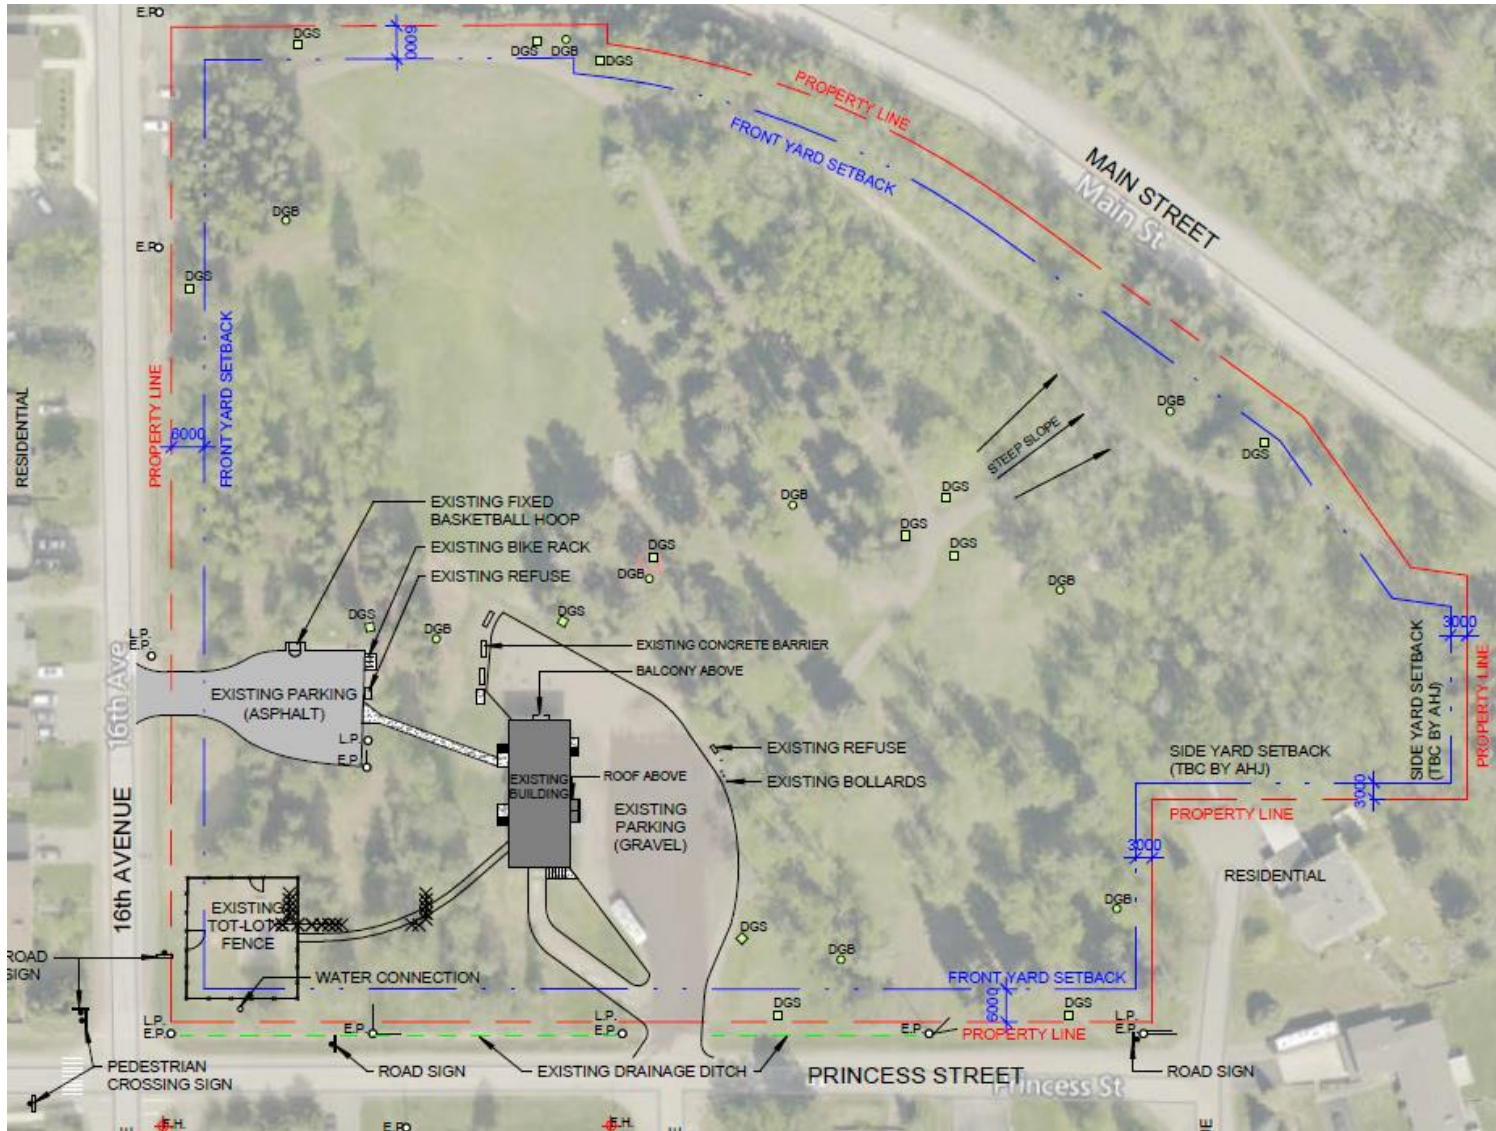 E.P.
DGS
6000
DGS
DGB
DGS
PROPERTY LINE
FRONT YARD SETBACK
MAIN STREET
Main St
DGB
E.P.
DGS
FRONT YARD SETBACK
PROPERTY LINE
6000
RESIDENTIAL
DGB
DGS
STEEP SLOPE
DGS
DGB
DGS
DGS
DGB
EXISTING FIXED
BASKETBALL HOOP
EXISTING BIKE RACK
EXISTING REFUSE
DGS
DGB
DGS
DGB
DGS
L.P.
E.P.
16th Ave
EXISTING PARKING
(ASPHALT)
L.P.
E.P.
EXISTING CONCRETE BARRIER
BALCONY ABOVE
EXISTING REFUSE
EXISTING BOLLARDS
ROOF ABOVE
EXISTING
BUILDING
EXISTING
PARKING
(GRAVEL)
3000
SIDE YARD SETBACK
(TBC BY AHJ)
PROPERTY LINE
SIDE YARD SETBACK
(TBC BY AHJ)
3000
PROPERTY LINE
3000
RESIDENTIAL
DGB
16th AVENUE
EXISTING
TOT-LOT
FENCE
WATER CONNECTION
DGS
DGB
FRONT YARD SETBACK
6000
ROAD
SIGN
DGS
DGS
L.P.
E.P.
E.P.
L.P.
E.P.
E.P.
PROPERTY LINE
L.P.
E.P.
PEDESTRIAN
CROSSING SIGN
ROAD SIGN
EXISTING DRAINAGE DITCH
PRINCESS STREET
Princess St
ROAD SIGN
E.H.
E.P.
E.H.